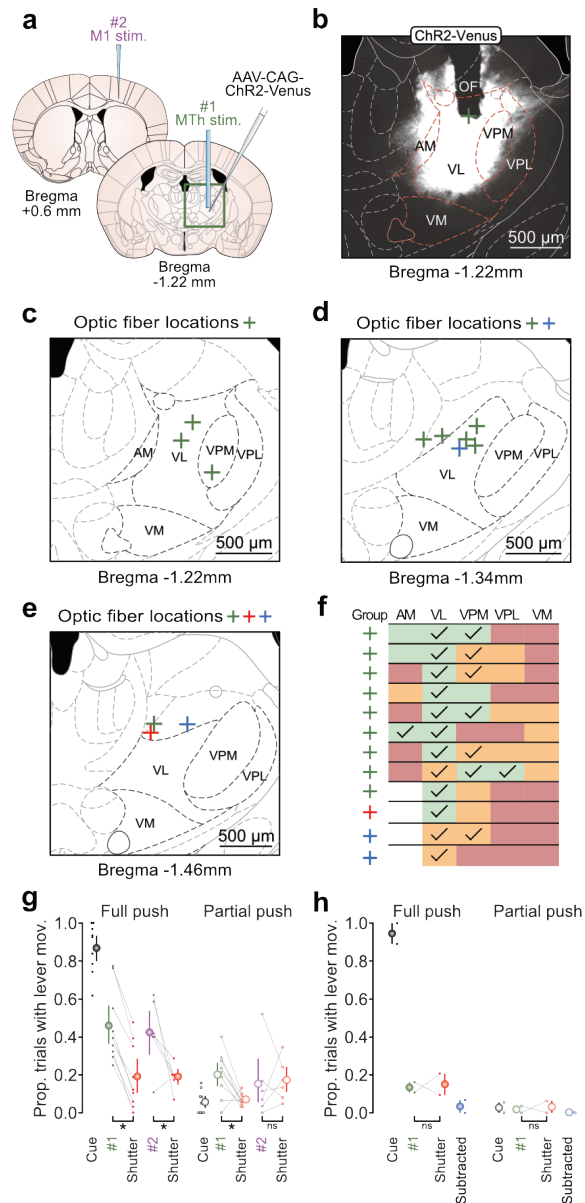 a
#2
M1 stim.
AAV-CAG-
ChR2-Venus
#1
MTh stim.
Bregma
+0.6 mm
Bregma
-1.22 mm
b
ChR2-Venus
OF
AM
VPM
VL
VPL
VM
500 µm
Bregma -1.22mm
c
Optic fiber locations
AM
VL
VPM
VPL
VM
500 µm
Bregma -1.22mm
d
Optic fiber locations
VL
VPM
VPL
VM
500 µm
Bregma -1.34mm
e
Optic fiber locations
VL
VPM
VPL
VM
500 µm
Bregma -1.46mm
f
Group AM VL VPM VPL VM
g
Full push Partial push
Prop. trials with lever mov.
1.0
0.8
0.6
0.4
0.2
0.0
* * * ns
Cue #1 Shutter #2 Shutter Cue #1 Shutter #2 Shutter
h
Full push Partial push
Prop. trials with lever mov.
1.0
0.8
0.6
0.4
0.2
0.0
ns ns
Cue #1 Shutter Subtracted Cue #1 Shutter Subtracted